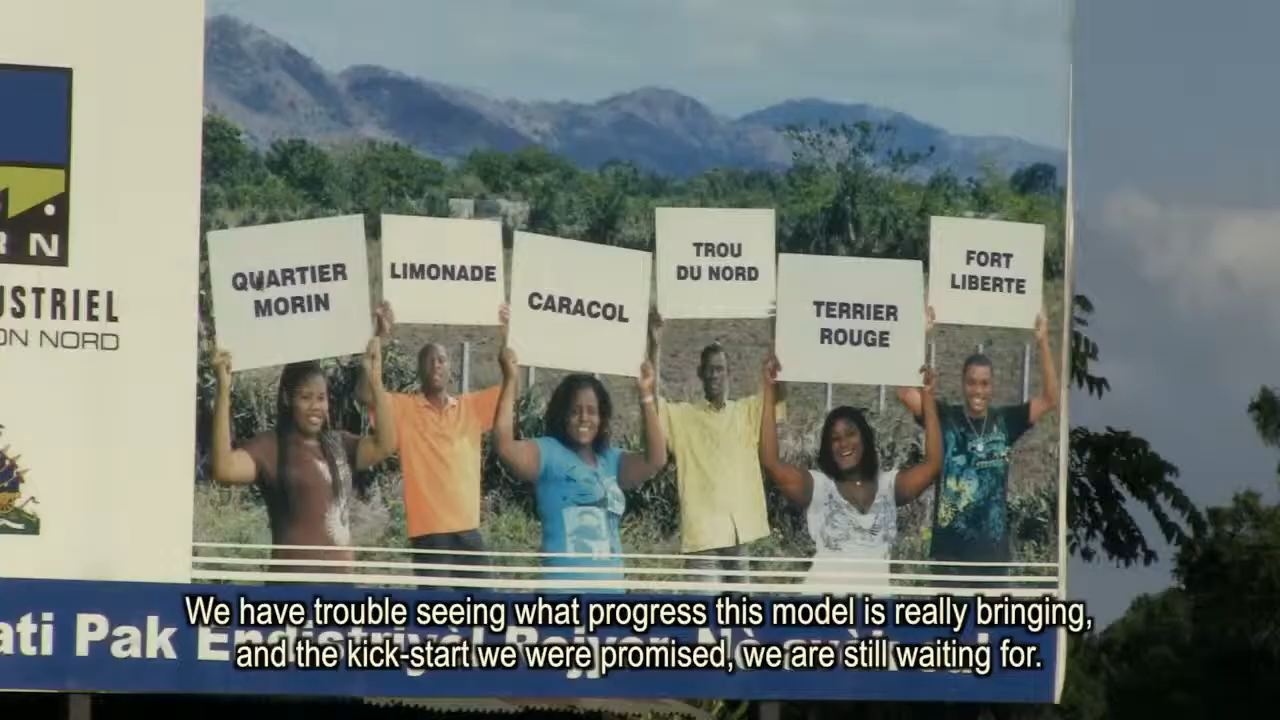 RN
USTRIEL
ON NORD
QUARTIER
MORIN
LIMONADE
CARACOL
TROU
DU NORD
TERRIER
ROUGE
FORT
LIBERTE
ati Pak
We have trouble seeing what progress this model is really bringing,
and the kick-start we were promised, we are still waiting for.